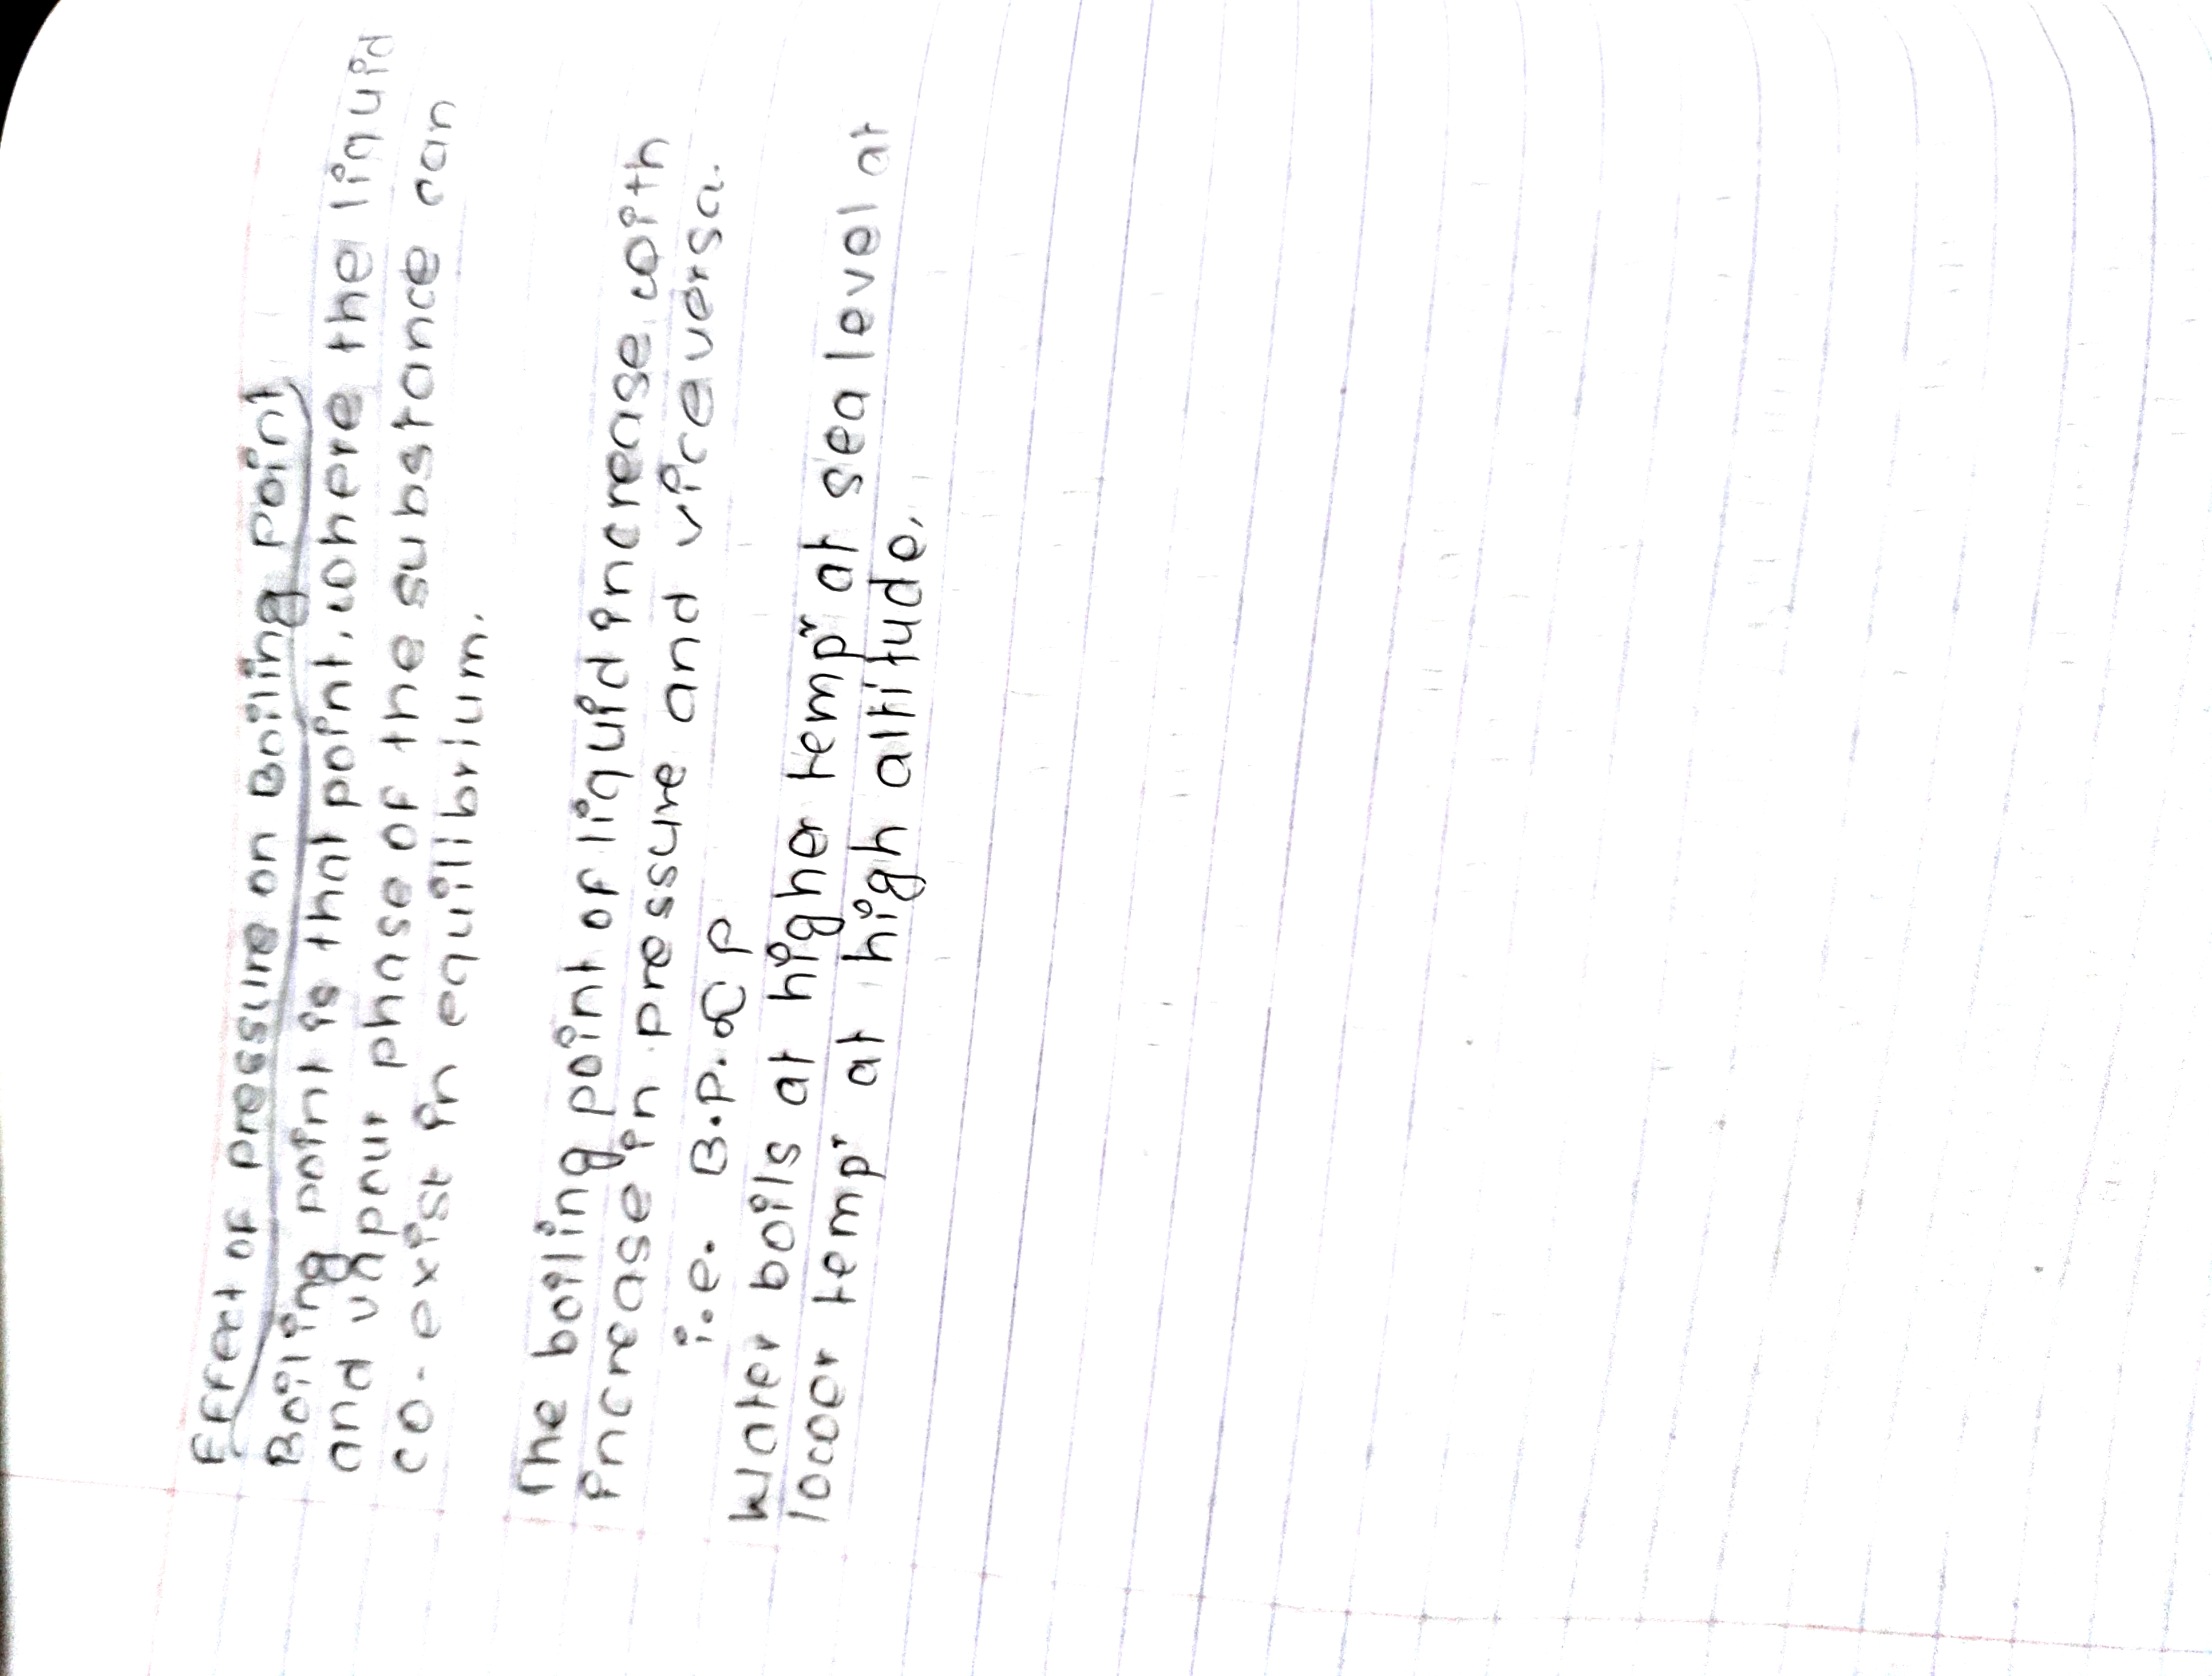 Effect of pressure on Boiling point
Boiling point is that point, where the liquid
and vapour phase of the substance can
co-exist in equilibrium.
The boiling point of liquid increase with
increase in pressure and viceversa.
i.e. B.P. ∝ P
Water boils at higher tempr at sea level at
lower tempr at high altitude.